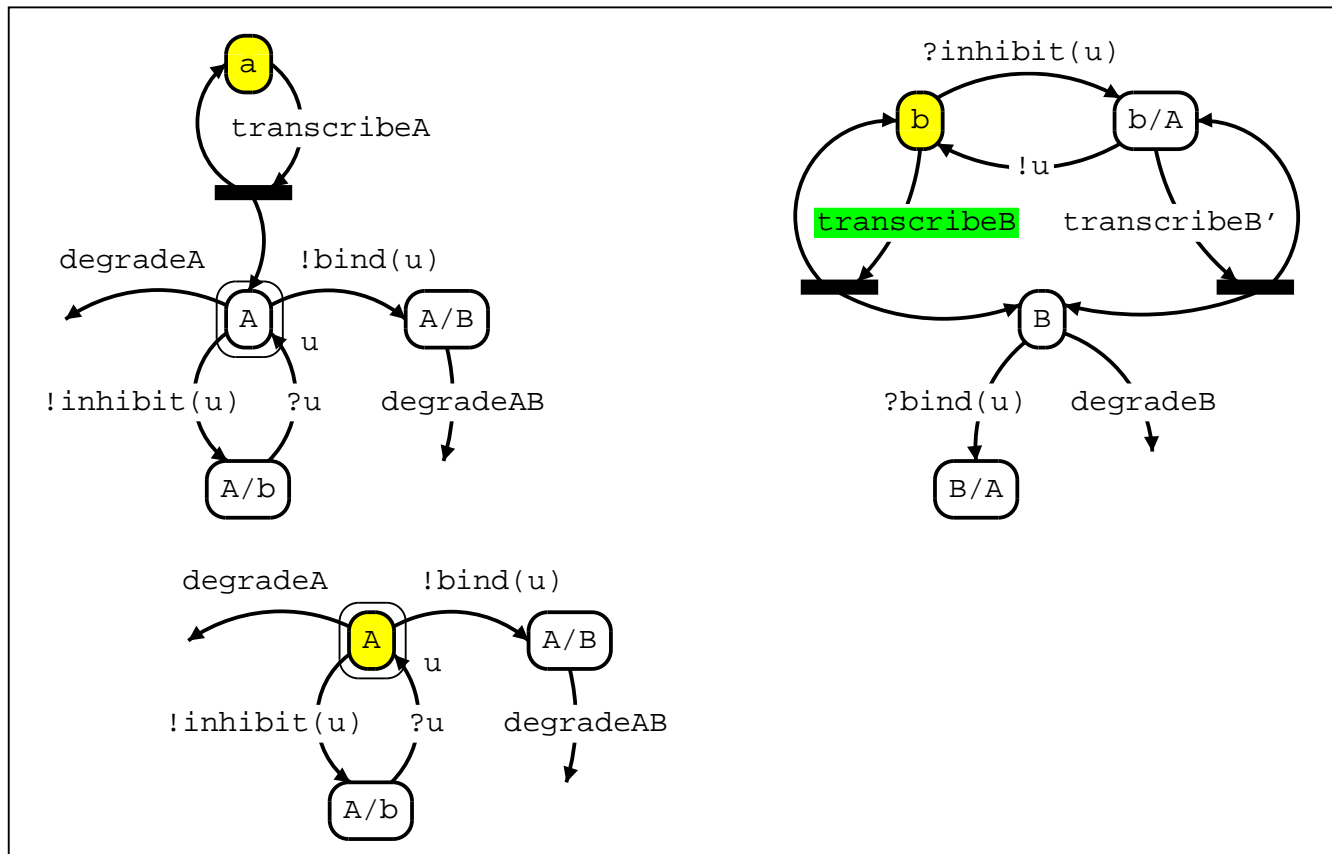 a
transcribeA
degradeA !bind(u)
A
A/B
u
!inhibit(u) ?u degradeAB
A/b
?inhibit(u)
b
b/A
!u
transcribeB transcribeB’
B
?bind(u) degradeB
B/A
degradeA !bind(u)
A
A/B
u
!inhibit(u) ?u degradeAB
A/b